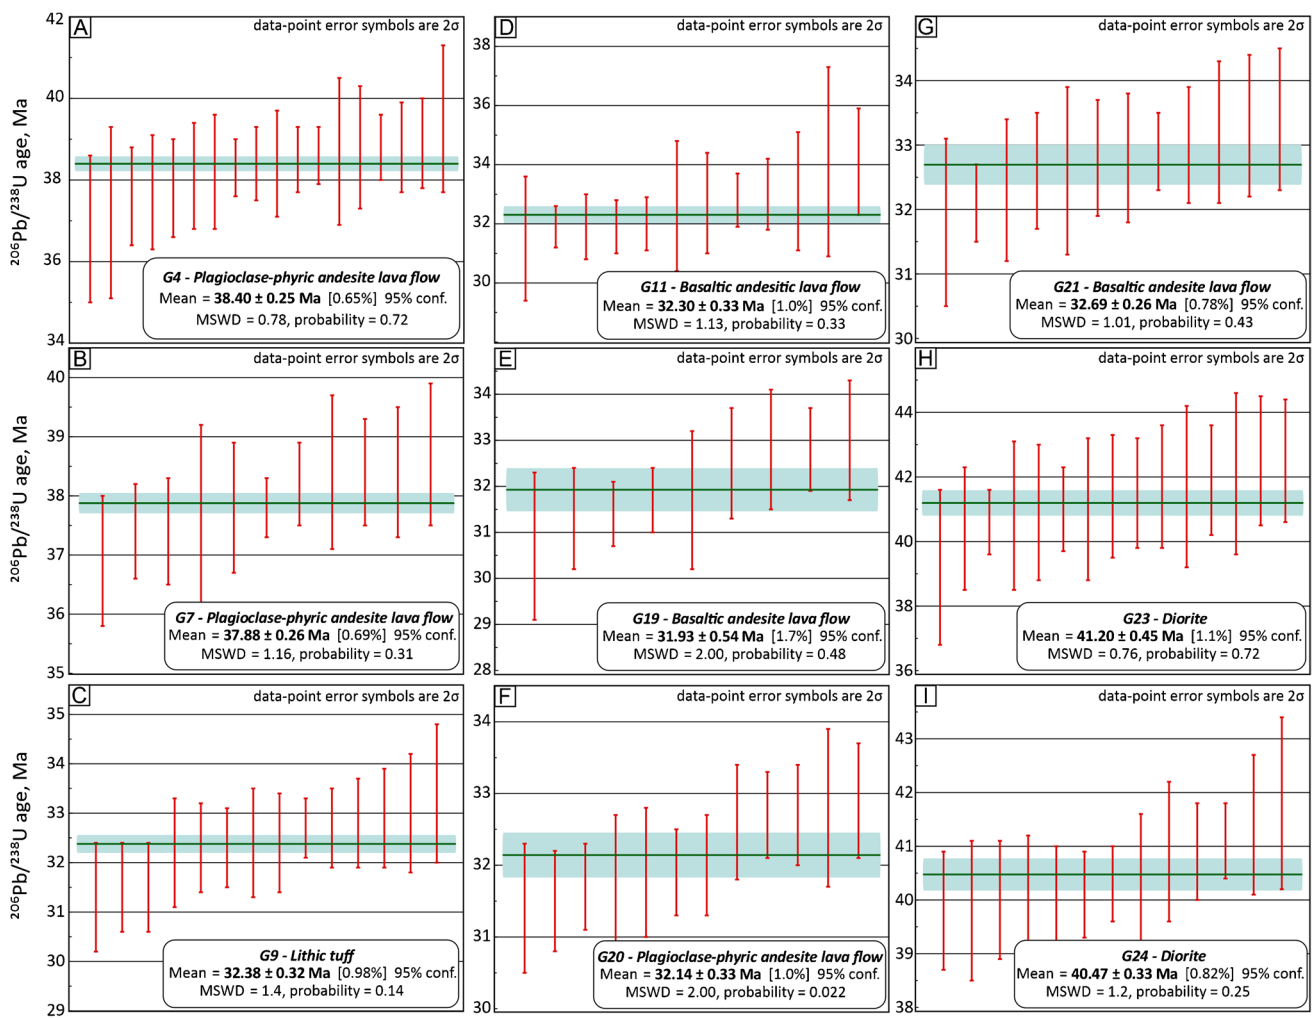 A
data-point error symbols are 2σ
²⁰⁶Pb/²³⁸U age, Ma
42
40
38
36
34
G4 - Plagioclase-phyric andesite lava flow
Mean = 38.40 ± 0.25 Ma [0.65%] 95% conf.
MSWD = 0.78, probability = 0.72
D
data-point error symbols are 2σ
38
36
34
32
30
G11 - Basaltic andesitic lava flow
Mean = 32.30 ± 0.33 Ma [1.0%] 95% conf.
MSWD = 1.13, probability = 0.33
G
data-point error symbols are 2σ
34
33
32
31
30
G21 - Basaltic andesite lava flow
Mean = 32.69 ± 0.26 Ma [0.78%] 95% conf.
MSWD = 1.01, probability = 0.43
B
data-point error symbols are 2σ
²⁰⁶Pb/²³⁸U age, Ma
40
39
38
37
36
35
G7 - Plagioclase-phyric andesite lava flow
Mean = 37.88 ± 0.26 Ma [0.69%] 95% conf.
MSWD = 1.16, probability = 0.31
E
data-point error symbols are 2σ
34
33
32
31
30
29
28
G19 - Basaltic andesite lava flow
Mean = 31.93 ± 0.54 Ma [1.7%] 95% conf.
MSWD = 2.00, probability = 0.48
H
data-point error symbols are 2σ
44
42
40
38
36
G23 - Diorite
Mean = 41.20 ± 0.45 Ma [1.1%] 95% conf.
MSWD = 0.76, probability = 0.72
C
data-point error symbols are 2σ
²⁰⁶Pb/²³⁸U age, Ma
35
34
33
32
31
30
29
G9 - Lithic tuff
Mean = 32.38 ± 0.32 Ma [0.98%] 95% conf.
MSWD = 1.4, probability = 0.14
F
data-point error symbols are 2σ
34
33
32
31
30
G20 - Plagioclase-phyric andesite lava flow
Mean = 32.14 ± 0.33 Ma [1.0%] 95% conf.
MSWD = 2.00, probability = 0.022
I
data-point error symbols are 2σ
43
42
41
40
39
38
G24 - Diorite
Mean = 40.47 ± 0.33 Ma [0.82%] 95% conf.
MSWD = 1.2, probability = 0.25